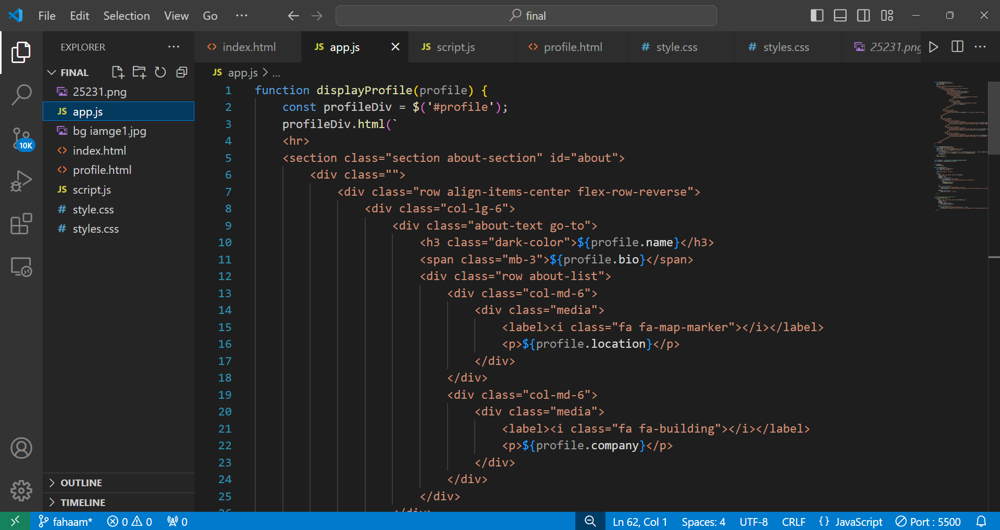 File Edit Selection View Go ··· final
EXPLORER ···
FINAL
25231.png
JS app.js
bg iamge1.jpg
<> index.html
<> profile.html
JS script.js
# style.css
# styles.css
OUTLINE
TIMELINE
10K
<> index.html JS app.js JS script.js <> profile.html # style.css # styles.css 25231.png ···
JS app.js > ...
1 function displayProfile(profile) {
2 const profileDiv = $('#profile');
3 profileDiv.html(`
4 <hr>
5 <section class="section about-section" id="about">
6 <div class="">
7 <div class="row align-items-center flex-row-reverse">
8 <div class="col-lg-6">
9 <div class="about-text go-to">
10 <h3 class="dark-color">${profile.name}</h3>
11 <span class="mb-3">${profile.bio}</span>
12 <div class="row about-list">
13 <div class="col-md-6">
14 <div class="media">
15 <label><i class="fa fa-map-marker"></i></label>
16 <p>${profile.location}</p>
17 </div>
18 </div>
19 <div class="col-md-6">
20 <div class="media">
21 <label><i class="fa fa-building"></i></label>
22 <p>${profile.company}</p>
23 </div>
24 </div>
25 </div>
26 </div>
fahaam* 0 0 0 Ln 62, Col 1 Spaces: 4 UTF-8 CRLF {} JavaScript Port : 5500